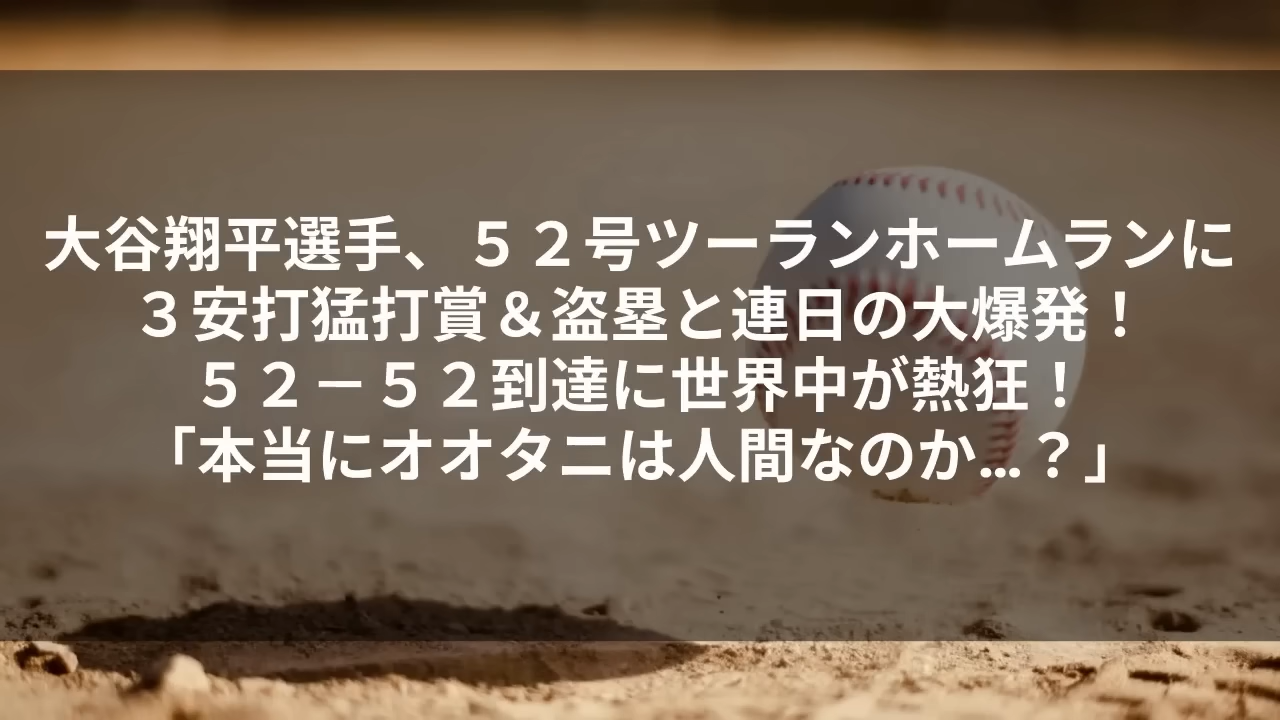 大谷翔平選手、５２号ツーランホームランに
３安打猛打賞＆盗塁と連日の大爆発！
５２－５２到達に世界中が熱狂！
「本当にオオタニは人間なのか…？」